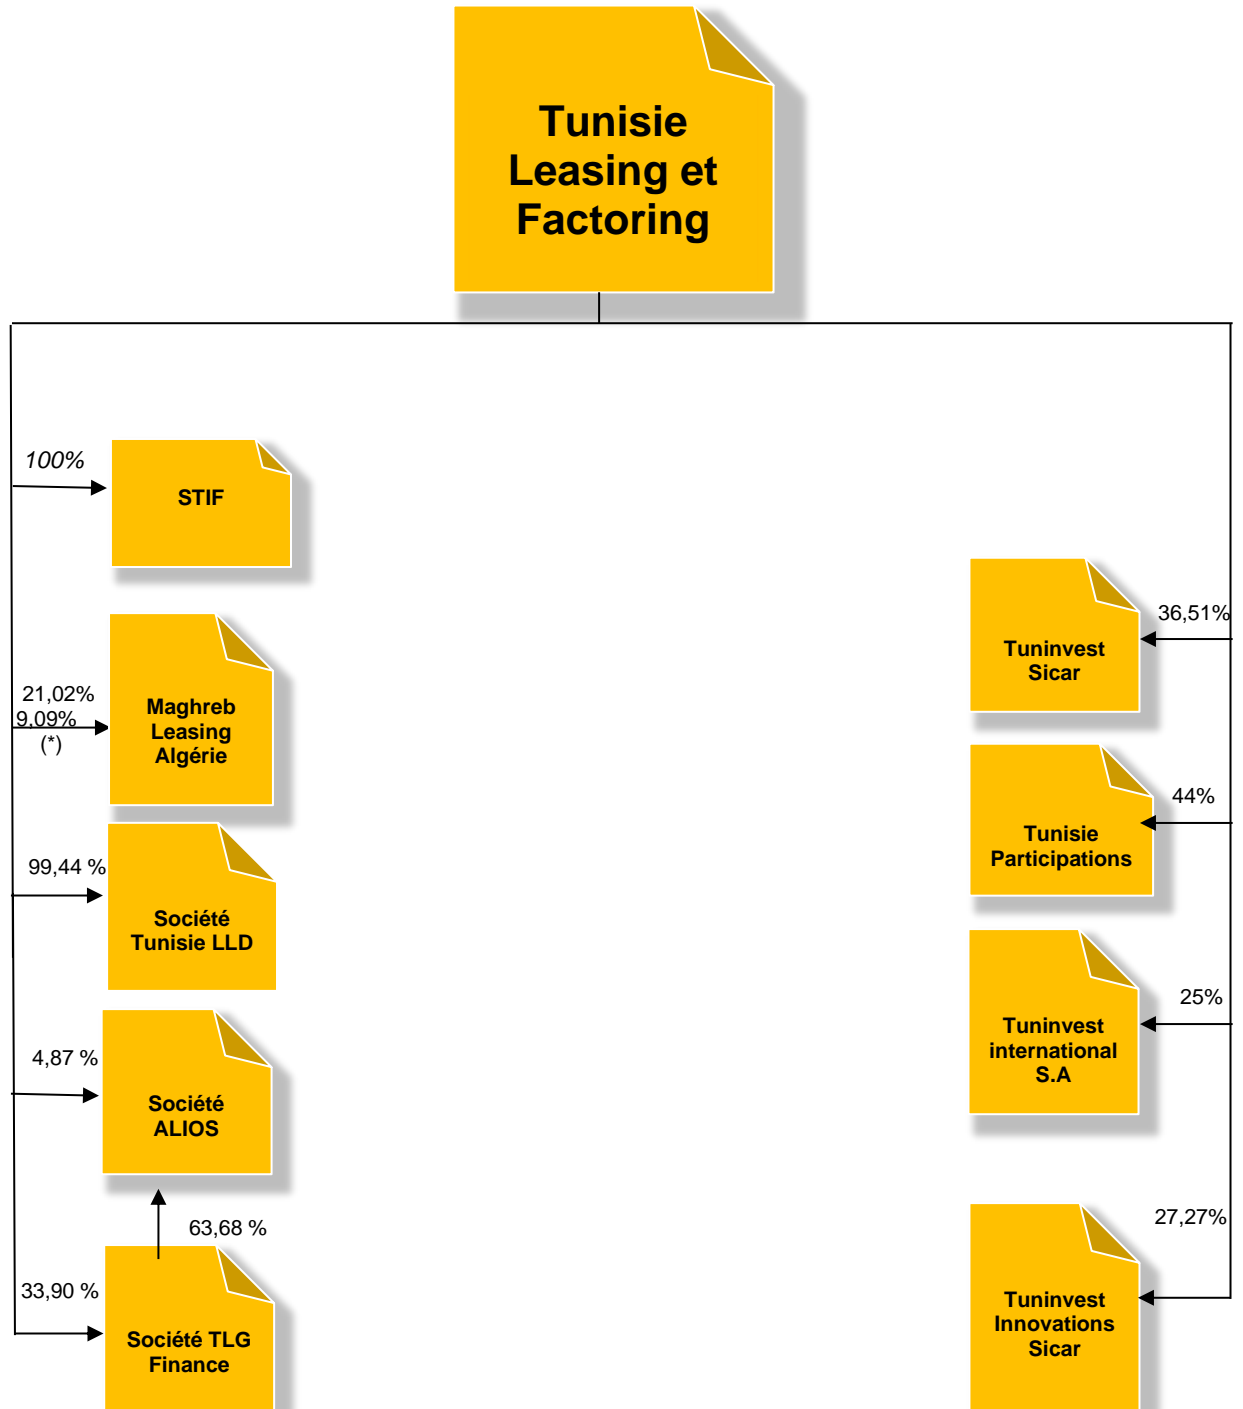 Tunisie
Leasing et
Factoring
100%
STIF
21,02%
9,09%
(*)
Maghreb
Leasing
Algérie
99,44 %
Société
Tunisie LLD
4,87 %
Société
ALIOS
63,68 %
33,90 %
Société TLG
Finance
36,51%
Tuninvest
Sicar
44%
Tunisie
Participations
25%
Tuninvest
international
S.A
27,27%
Tuninvest
Innovations
Sicar